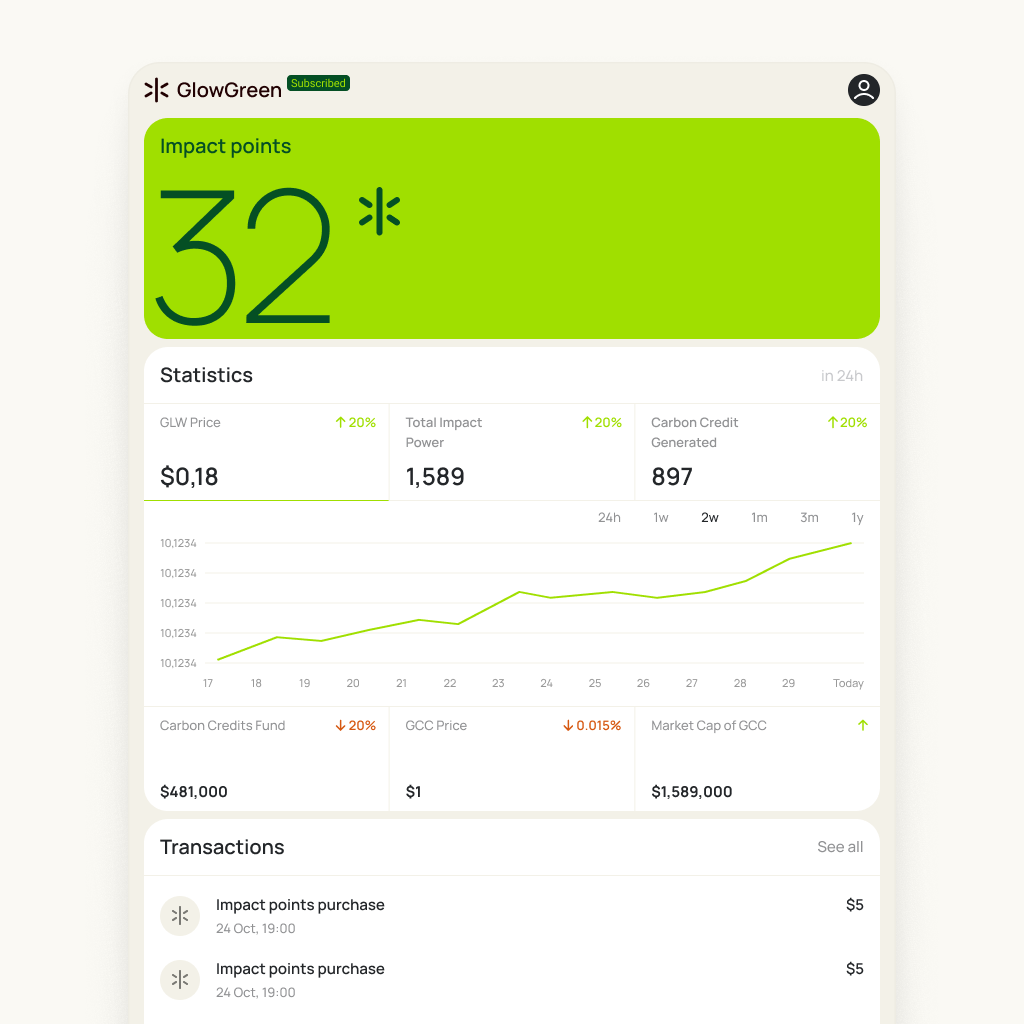 GlowGreen Subscribed
Impact points
32
Statistics in 24h
GLW Price ↑ 20% Total Impact ↑ 20% Carbon Credit ↑ 20%
Power Generated
$0,18 1,589 897
24h 1w 2w 1m 3m 1y
10,1234
10,1234
10,1234
10,1234
10,1234
17 18 19 20 21 22 23 24 25 26 27 28 29 Today
Carbon Credits Fund ↓ 20% GCC Price ↓ 0.015% Market Cap of GCC ↑
$481,000 $1 $1,589,000
Transactions See all
Impact points purchase $5
24 Oct, 19:00
Impact points purchase $5
24 Oct, 19:00